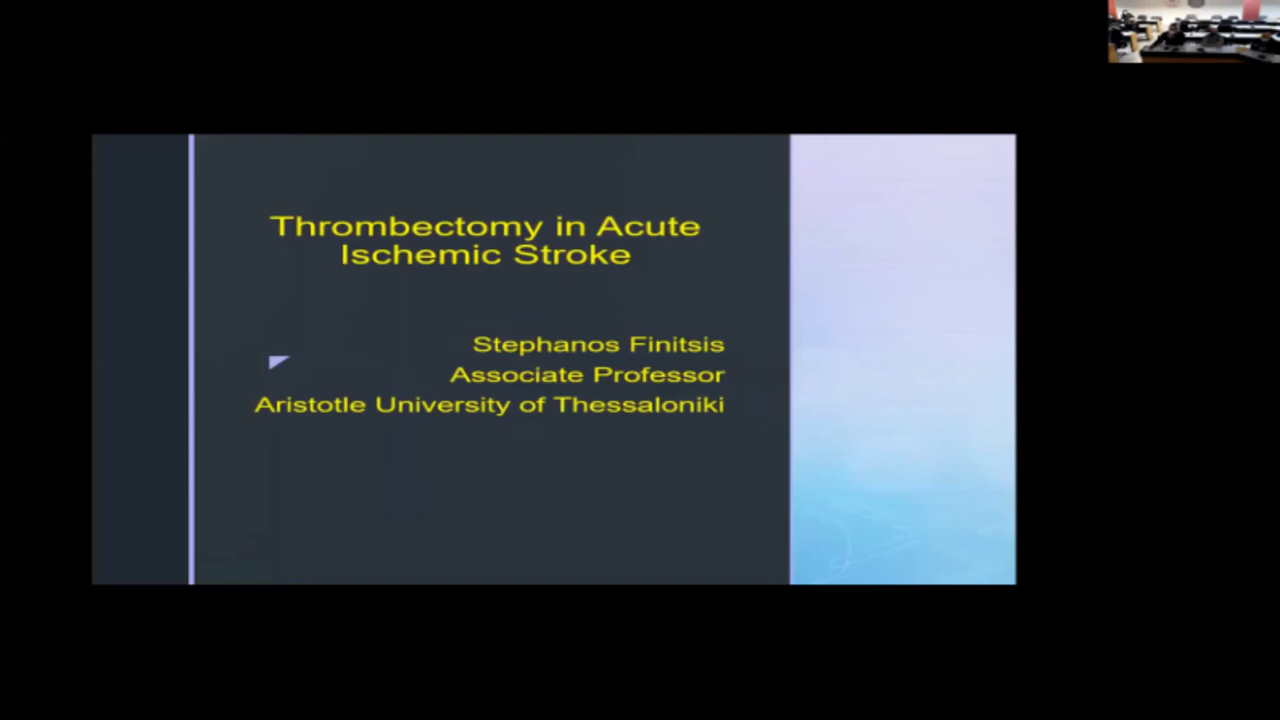 Thrombectomy in Acute
Ischemic Stroke
Stephanos Finitsis
Associate Professor
Aristotle University of Thessaloniki